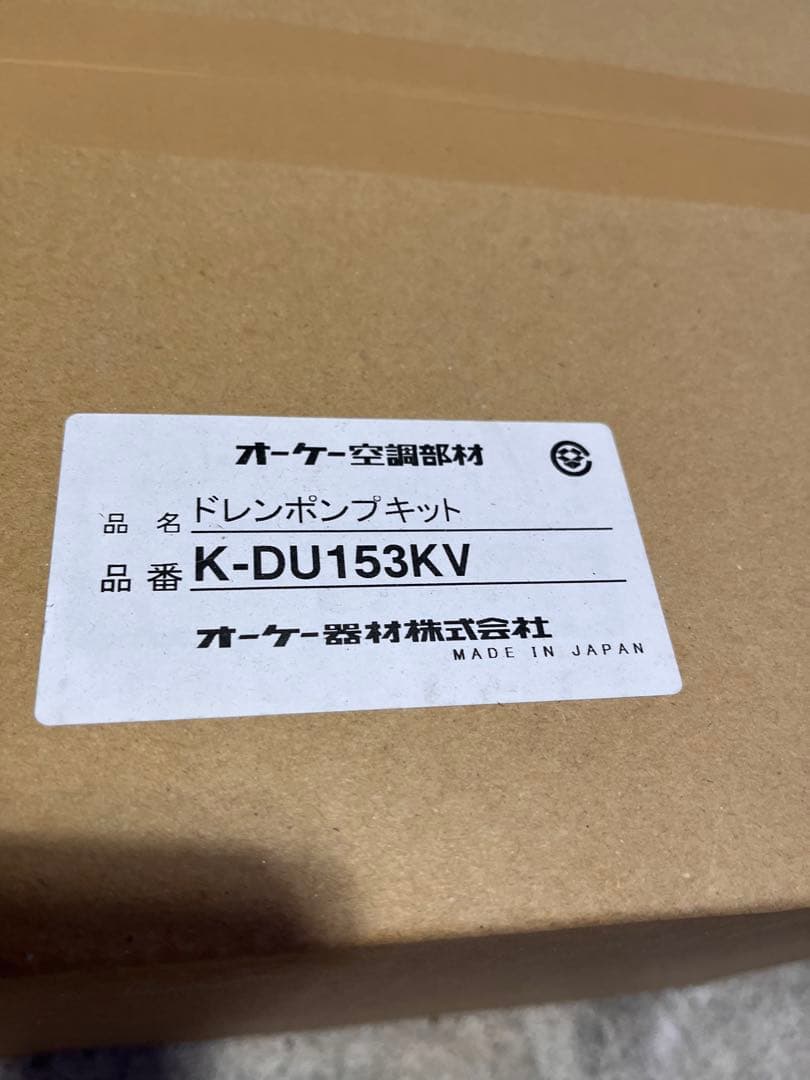 オーケー空調部材
品名 ドレンポンプキット
品番 K-DU153KV
オーケー器材株式会社
MADE IN JAPAN